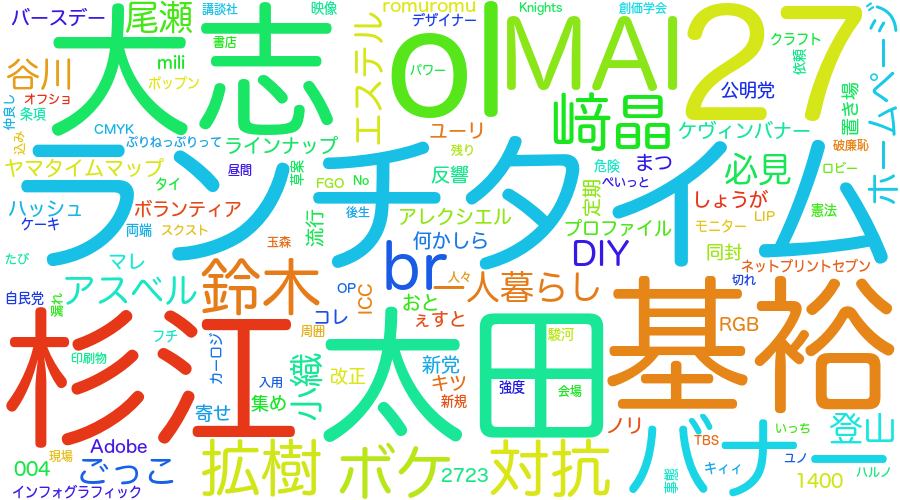 バースデー
尾瀬
講談社
映像
romuromu
Knights
創価学会
デザイナー
谷川
大志
書店
mili
ポップン
エステル
ol
パワー
MAI
27
クラフト
依頼
ホームページ
仲良し
オフショ
条項
公明党
置き場
CMYK
込み
ぷりねっぷりって
ラインナップ
ユーリ
残り
﨑晶
ケヴィンバナー
破廉恥
ヤマタイムマップ
昼間
草案
ランチタイム
タイ
FGO
No
反響
危険
まつ
必見
ロビー
ぺいっと
定期
ハッシュ
ケーキ
ボランティア
両端
スクスト
流行
後生
アレクシエル
しょうが
LIP
憲法
プロファイル
モニター
玉森
何かしら
DIY
同封
たび
マレ
ネットプリントセブン
アスベル
鈴木
OP
ICC
br
人々
一人暮らし
切れ
自民党
漏れ
おと
コレ
えすと
基裕
杉江
フチ
カーロジ
周囲
太田
駿河
RGB
印刷物
小織
改正
新党
キツ
入用
強度
会場
寄せ
集め
新規
ノリ
バナー
いっち
登山
TBS
Adobe
現場
004
ごっこ
拡樹
ボケ
2723
対抗
事態
キィィ
ユノ
ハルノ
1400
インフォグラフィック